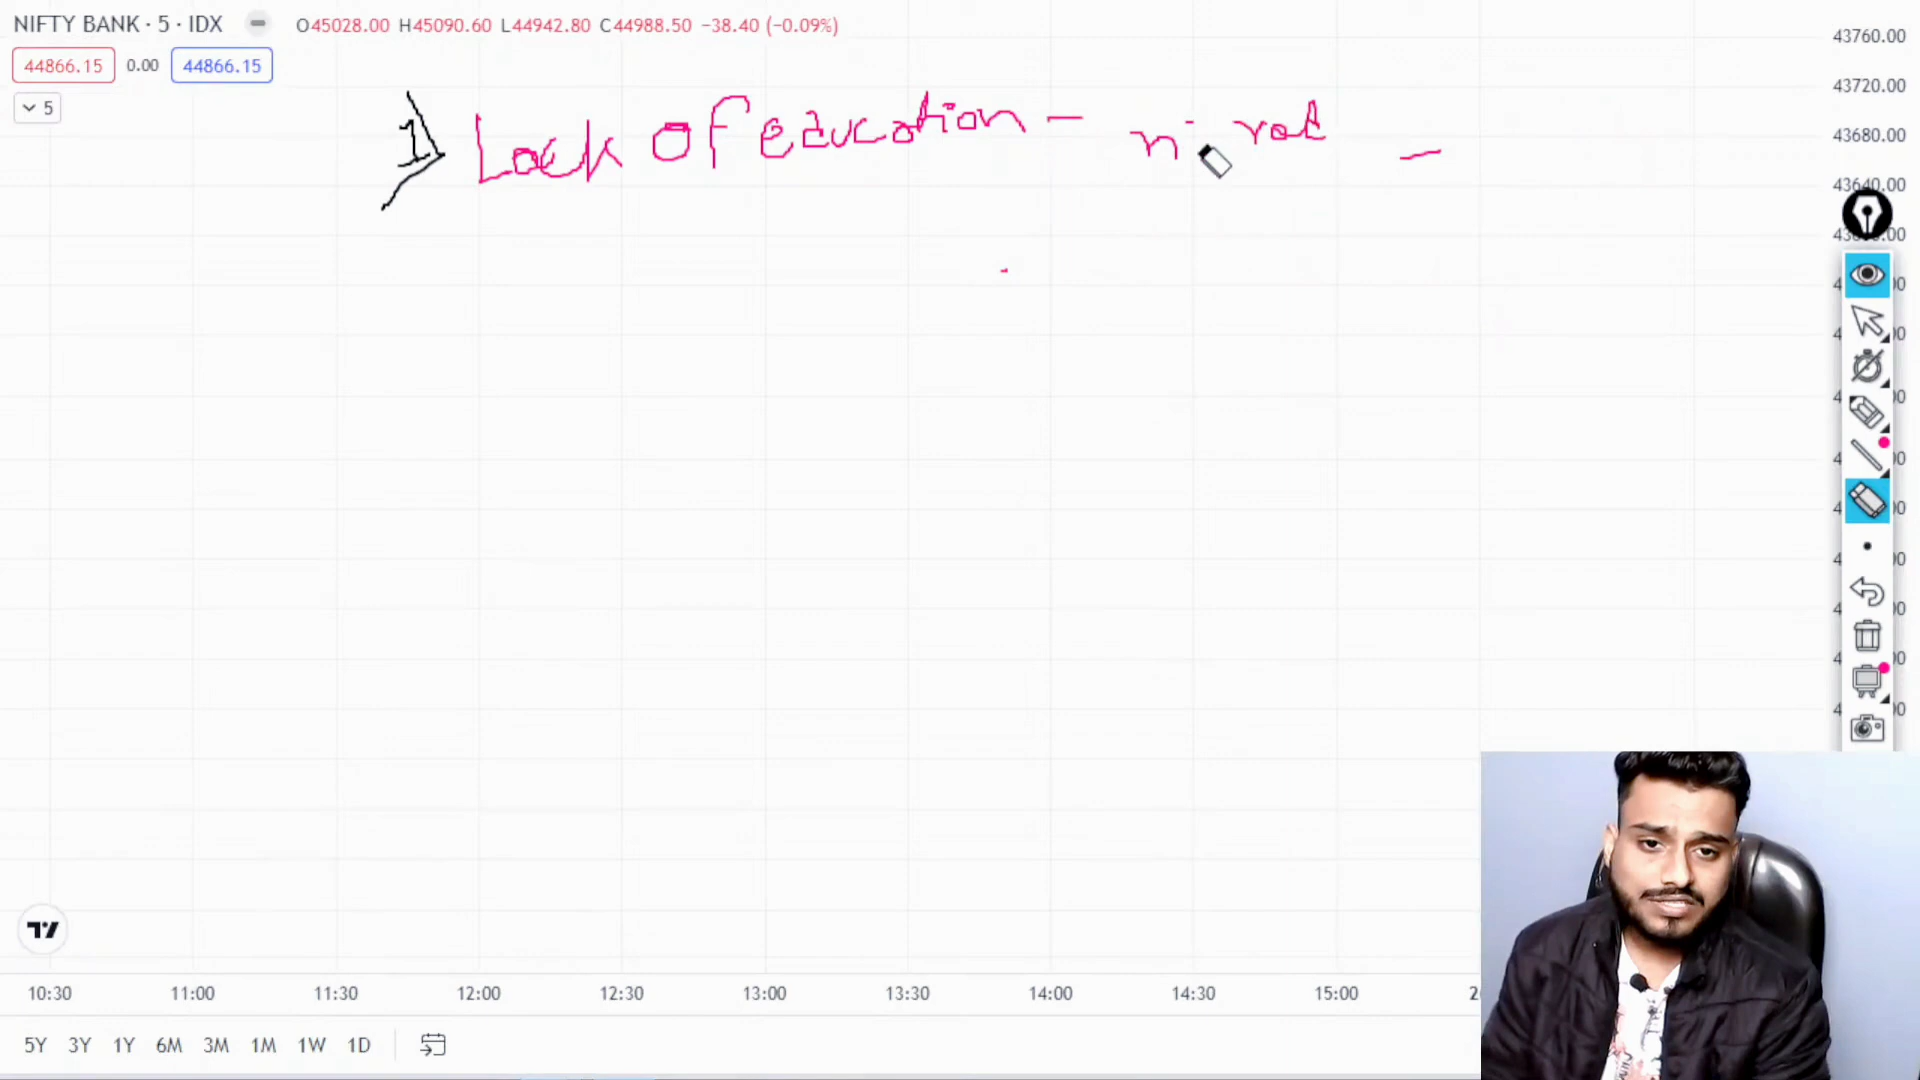 NIFTY BANK · 5 · IDX O45028.00 H45090.60 L44942.80 C44988.50 −38.40 (−0.09%)
44866.15 0.00 44866.15
5
1 Lack of education –
43760.00
43720.00
43680.00
43640.00
10:30 11:00 11:30 12:00 12:30 13:00 13:30 14:00 14:30 15:00
5Y 3Y 1Y 6M 3M 1M 1W 1D